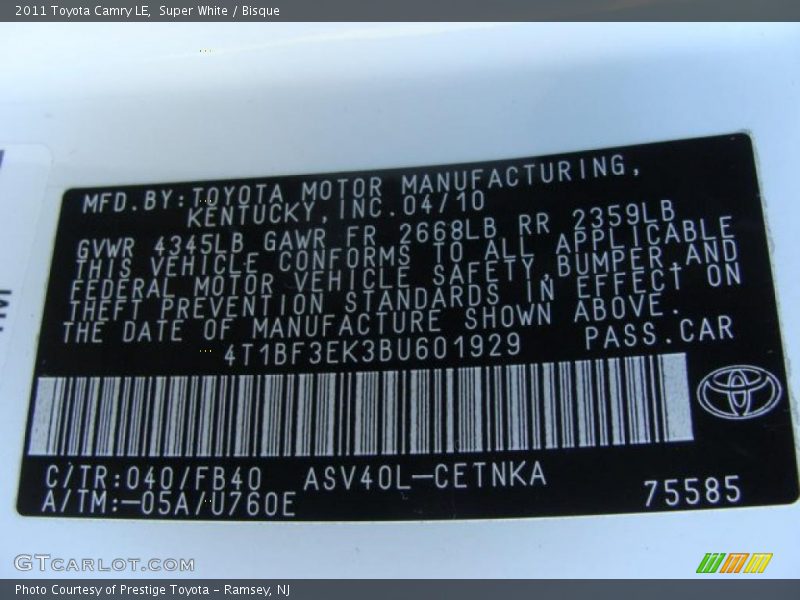 2011 Toyota Camry LE,  Super White / Bisque
MFD.BY:TOYOTA MOTOR MANUFACTURING,
KENTUCKY,INC.04/10
GVWR 4345LB GAWR FR 2668LB RR 2359LB
THIS VEHICLE CONFORMS TO ALL APPLICABLE
FEDERAL MOTOR VEHICLE SAFETY,BUMPER,AND
THEFT PREVENTION STANDARDS IN EFFECT ON
THE DATE OF MANUFACTURE SHOWN ABOVE.
4T1BF3EK3BU601929 PASS.CAR
C/TR:040/FB40 ASV40L-CETNKA
A/TM:-05A/U760E 75585
GTCARLOT.COM
Photo Courtesy of Prestige Toyota - Ramsey, NJ